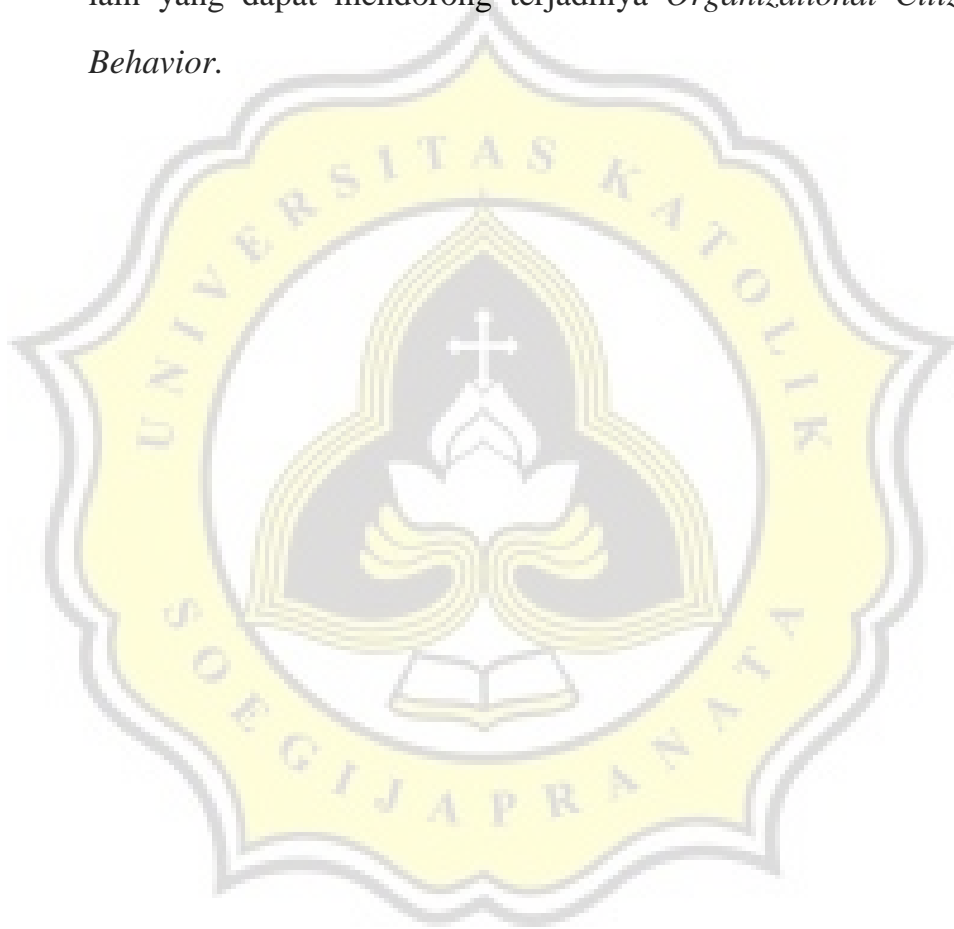 lain yang dapat mendorong terjadinya Organizational
Behavior.
UNIVERSITAS KATOLIK
SOEGIJAPRANATA